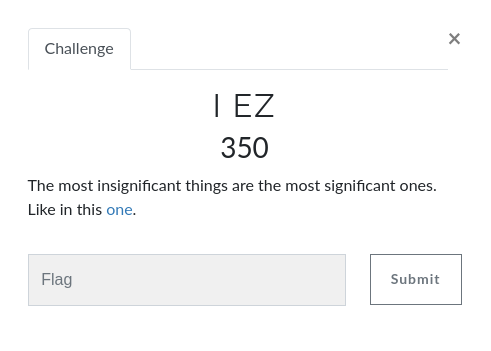 Challenge
×
I EZ
350
The most insignificant things are the most significant ones.
Like in this one.
Flag
Submit